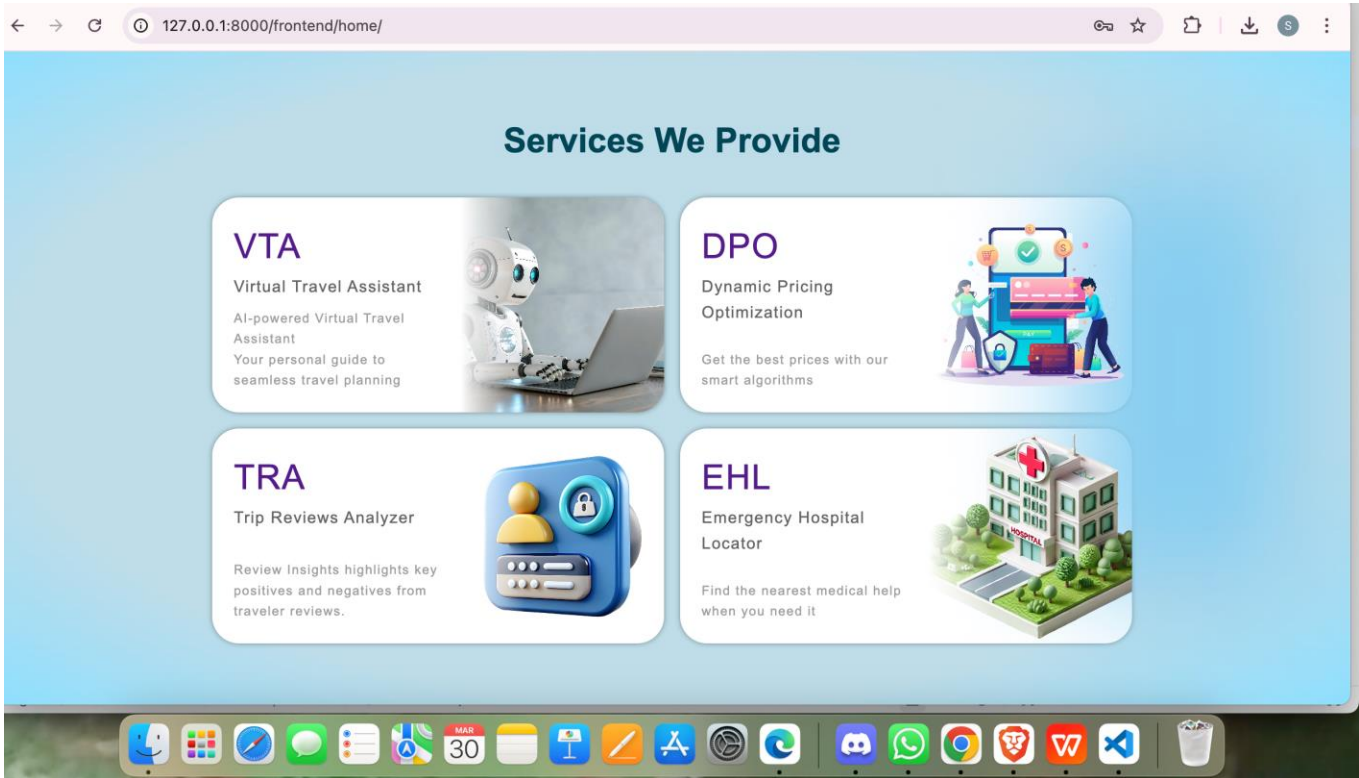 127.0.0.1:8000/frontend/home/
S
Services We Provide
VTA
Virtual Travel Assistant
AI-powered Virtual Travel
Assistant
Your personal guide to
seamless travel planning
DPO
Dynamic Pricing
Optimization
Get the best prices with our
smart algorithms
PAY
TRA
Trip Reviews Analyzer
Review Insights highlights key
positives and negatives from
traveler reviews.
EHL
Emergency Hospital
Locator
Find the nearest medical help
when you need it
HOSPITAL
MAR
30